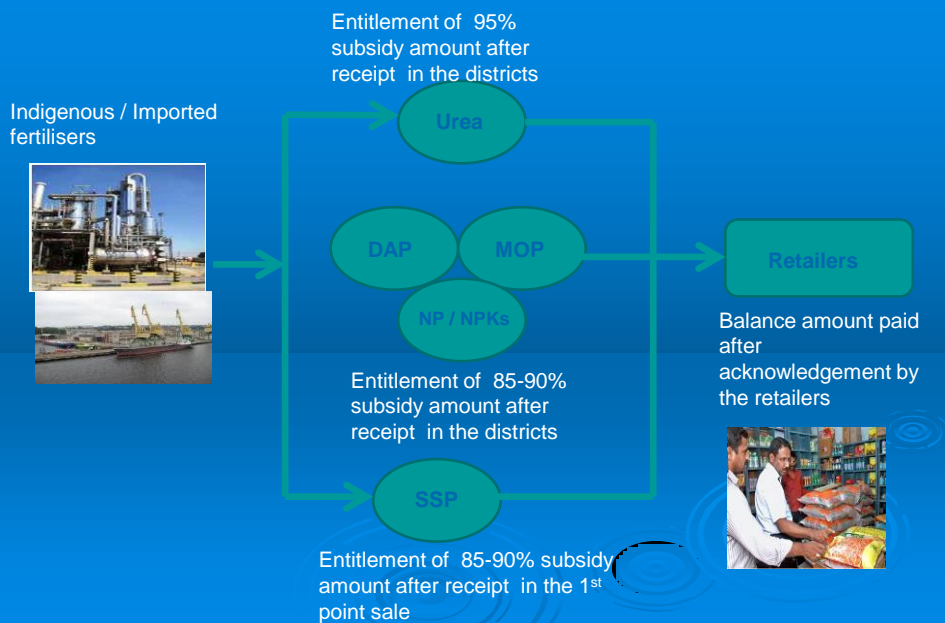 Entitlement of 95%
subsidy amount after
receipt in the districts
Indigenous / Imported
fertilisers
Urea
DAP
MOP
NP / NPKs
Retailers
Balance amount paid
after
acknowledgement by
the retailers
Entitlement of 85-90%
subsidy amount after
receipt in the districts
SSP
Entitlement of 85-90% subsidy
amount after receipt in the 1st
point sale